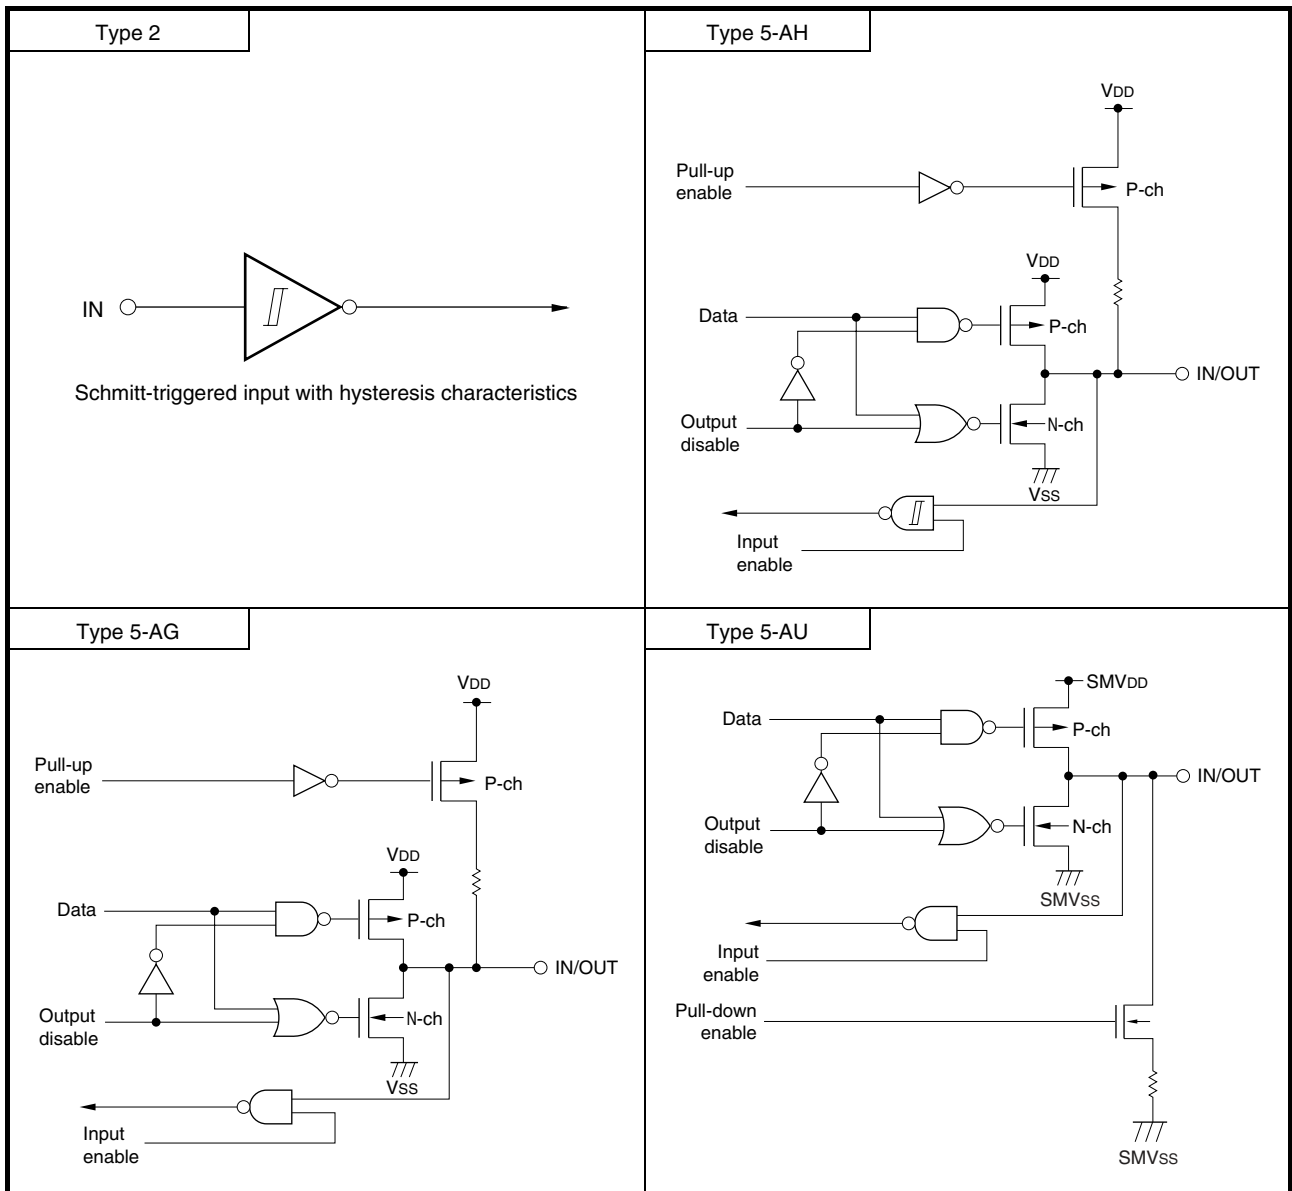 Type 2
IN
Schmitt-triggered input with hysteresis characteristics
Type 5-AH
VDD
Pull-up
enable
P-ch
VDD
Data
P-ch
IN/OUT
Output
disable
N-ch
VSS
Input
enable
Type 5-AG
VDD
Pull-up
enable
P-ch
VDD
Data
P-ch
IN/OUT
Output
disable
N-ch
VSS
Input
enable
Type 5-AU
SMVDD
Data
P-ch
IN/OUT
Output
disable
N-ch
SMVSS
Input
enable
Pull-down
enable
SMVSS